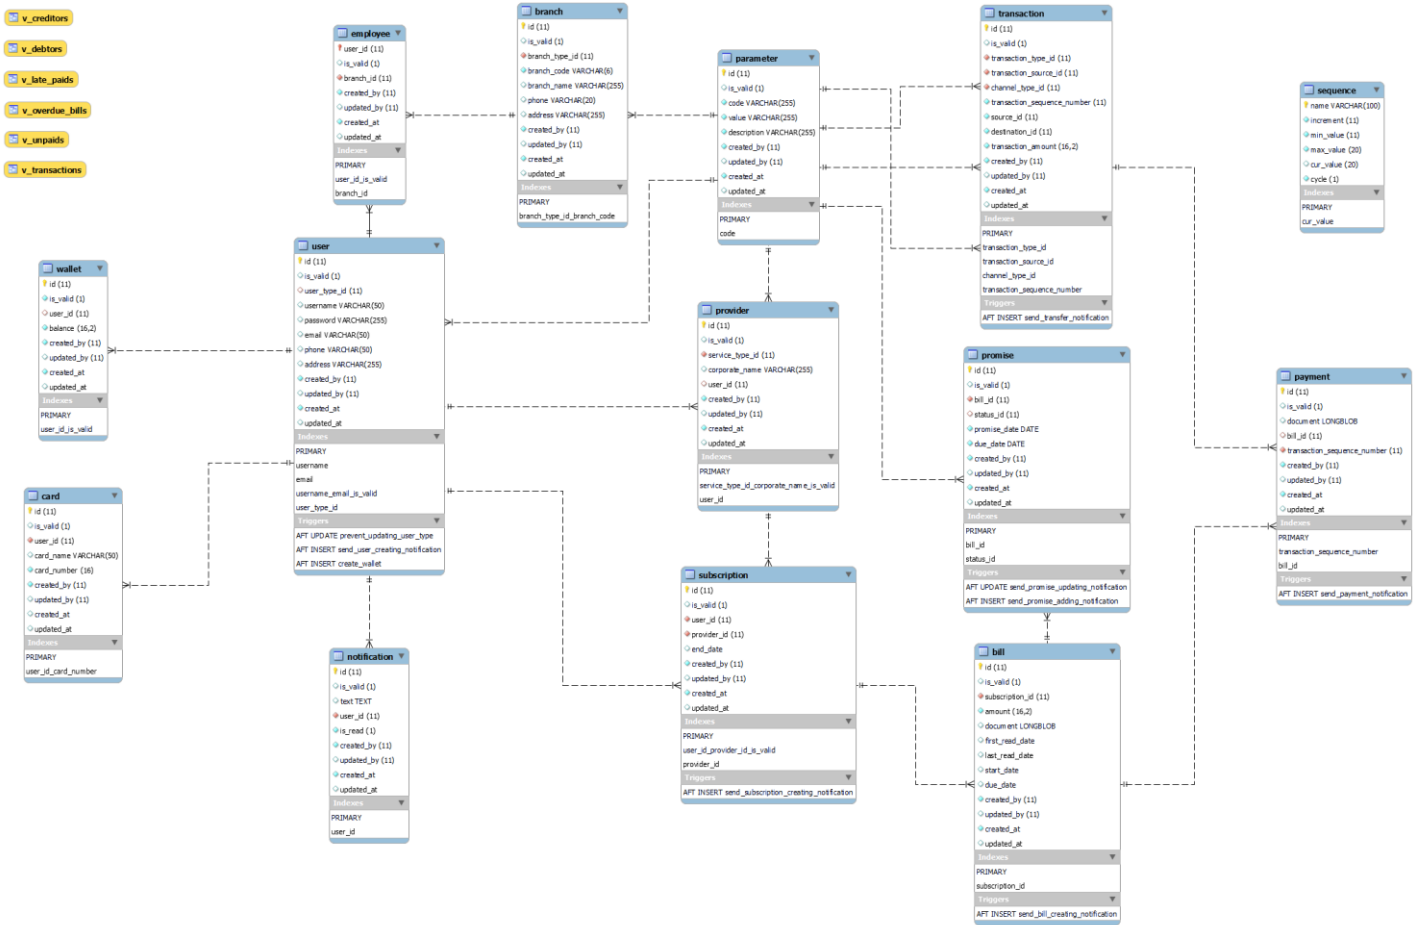 v_creditors
v_debtors
v_late_paids
v_overdue_bills
v_unpaids
v_transactions
employee
user_id (11)
is_valid (1)
branch_id (11)
created_by (11)
updated_by (11)
created_at
updated_at
Indexes
PRIMARY
user_id_is_valid
branch_id
branch
id (11)
is_valid (1)
branch_type_id (11)
branch_code VARCHAR(6)
branch_name VARCHAR(255)
phone VARCHAR(20)
address VARCHAR(255)
created_by (11)
updated_by (11)
created_at
updated_at
Indexes
PRIMARY
branch_type_id_branch_code
parameter
id (11)
is_valid (1)
code VARCHAR(255)
value VARCHAR(255)
description VARCHAR(255)
created_by (11)
updated_by (11)
created_at
updated_at
Indexes
PRIMARY
code
transaction
id (11)
is_valid (1)
transaction_type_id (11)
transaction_source_id (11)
channel_type_id (11)
transaction_sequence_number (11)
source_id (11)
destination_id (11)
transaction_amount (16,2)
created_by (11)
updated_by (11)
created_at
updated_at
Indexes
PRIMARY
transaction_type_id
transaction_source_id
channel_type_id
transaction_sequence_number
Triggers
AFT INSERT send_transfer_notification
sequence
name VARCHAR(100)
increment (11)
min_value (11)
max_value (20)
cur_value (20)
cycle (1)
Indexes
PRIMARY
cur_value
wallet
id (11)
is_valid (1)
user_id (11)
balance (16,2)
created_by (11)
updated_by (11)
created_at
updated_at
Indexes
PRIMARY
user_id_is_valid
user
id (11)
is_valid (1)
user_type_id (11)
username VARCHAR(50)
password VARCHAR(255)
email VARCHAR(50)
phone VARCHAR(50)
address VARCHAR(255)
created_by (11)
updated_by (11)
created_at
updated_at
Indexes
PRIMARY
username
email
username_email_is_valid
user_type_id
Triggers
AFT UPDATE prevent_updating_user_type
AFT INSERT send_user_creating_notification
AFT INSERT create_wallet
provider
id (11)
is_valid (1)
service_type_id (11)
corporate_name VARCHAR(255)
user_id (11)
created_by (11)
updated_by (11)
created_at
updated_at
Indexes
PRIMARY
service_type_id_corporate_name_is_valid
user_id
promise
id (11)
is_valid (1)
bill_id (11)
status_id (11)
promise_date DATE
due_date DATE
created_by (11)
updated_by (11)
created_at
updated_at
Indexes
PRIMARY
bill_id
status_id
Triggers
AFT UPDATE send_promise_updating_notification
AFT INSERT send_promise_adding_notification
payment
id (11)
is_valid (1)
document LONGBLOB
bill_id (11)
transaction_sequence_number (11)
created_by (11)
updated_by (11)
created_at
updated_at
Indexes
PRIMARY
transaction_sequence_number
bill_id
Triggers
AFT INSERT send_payment_notification
card
id (11)
is_valid (1)
user_id (11)
card_name VARCHAR(50)
card_number (16)
created_by (11)
updated_by (11)
created_at
updated_at
Indexes
PRIMARY
user_id_card_number
notification
id (11)
is_valid (1)
text TEXT
user_id (11)
is_read (1)
created_by (11)
updated_by (11)
created_at
updated_at
Indexes
PRIMARY
user_id
subscription
id (11)
is_valid (1)
user_id (11)
provider_id (11)
end_date
created_by (11)
updated_by (11)
created_at
updated_at
Indexes
PRIMARY
user_id_provider_id_is_valid
provider_id
Triggers
AFT INSERT send_subscription_creating_notification
bill
id (11)
is_valid (1)
subscription_id (11)
amount (16,2)
document LONGBLOB
first_read_date
last_read_date
start_date
due_date
created_by (11)
updated_by (11)
created_at
updated_at
Indexes
PRIMARY
subscription_id
Triggers
AFT INSERT send_bill_creating_notification